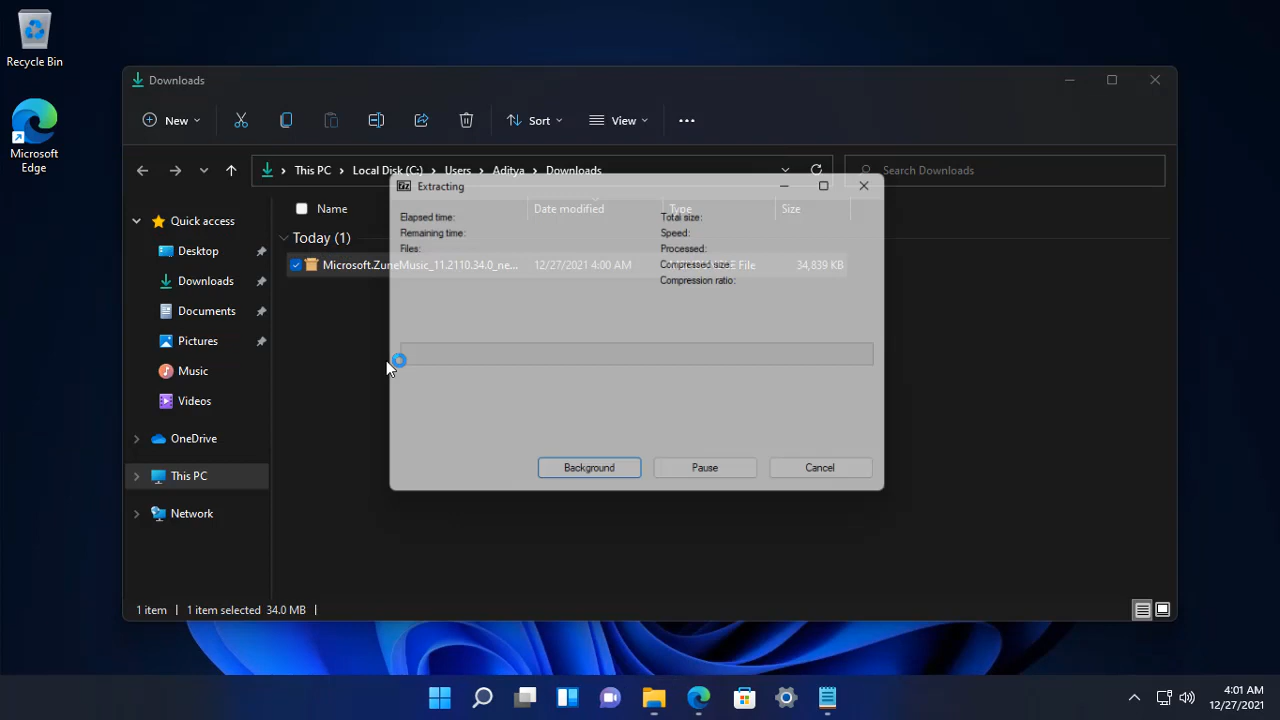 Recycle Bin
Microsoft
Edge
Downloads
New
Sort
View
This PC
Local Disk (C:)
Users
Aditya
Downloads
Search Downloads
Extracting
Elapsed time:
Remaining time:
Files:
Total size:
Speed:
Processed:
Compressed size:
Compression ratio:
Background
Pause
Cancel
Name
Date modified
Type
Size
Today (1)
Microsoft.ZuneMusic_11.2110.34.0_ne...
12/27/2021 4:00 AM
File
34,839 KB
Quick access
Desktop
Downloads
Documents
Pictures
Music
Videos
OneDrive
This PC
Network
1 item
1 item selected 34.0 MB
4:01 AM
12/27/2021